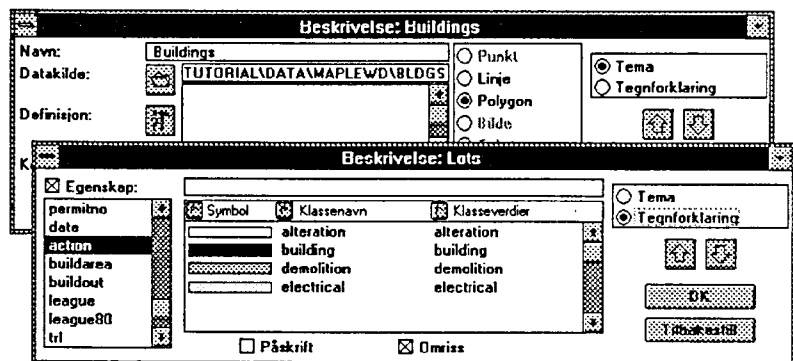 Beskrivelse: Buildings
Navn: Buildings
Datakilde: TUTORIAL\DATA\MAPLEWD\BLDGS
Definisjon:
Punkt
Linje
Polygon
Bilde
Tema
Tegnforklaring
Beskrivelse: Lots
Egenskap:
permitno
date
action
buildarea
buildout
league
league80
trl
Symbol Klassenavn Klasseverdier
alteration alteration
building building
demolition demolition
electrical electrical
Påskrift Omriss
Tema
Tegnforklaring
OK
Tilbakestill